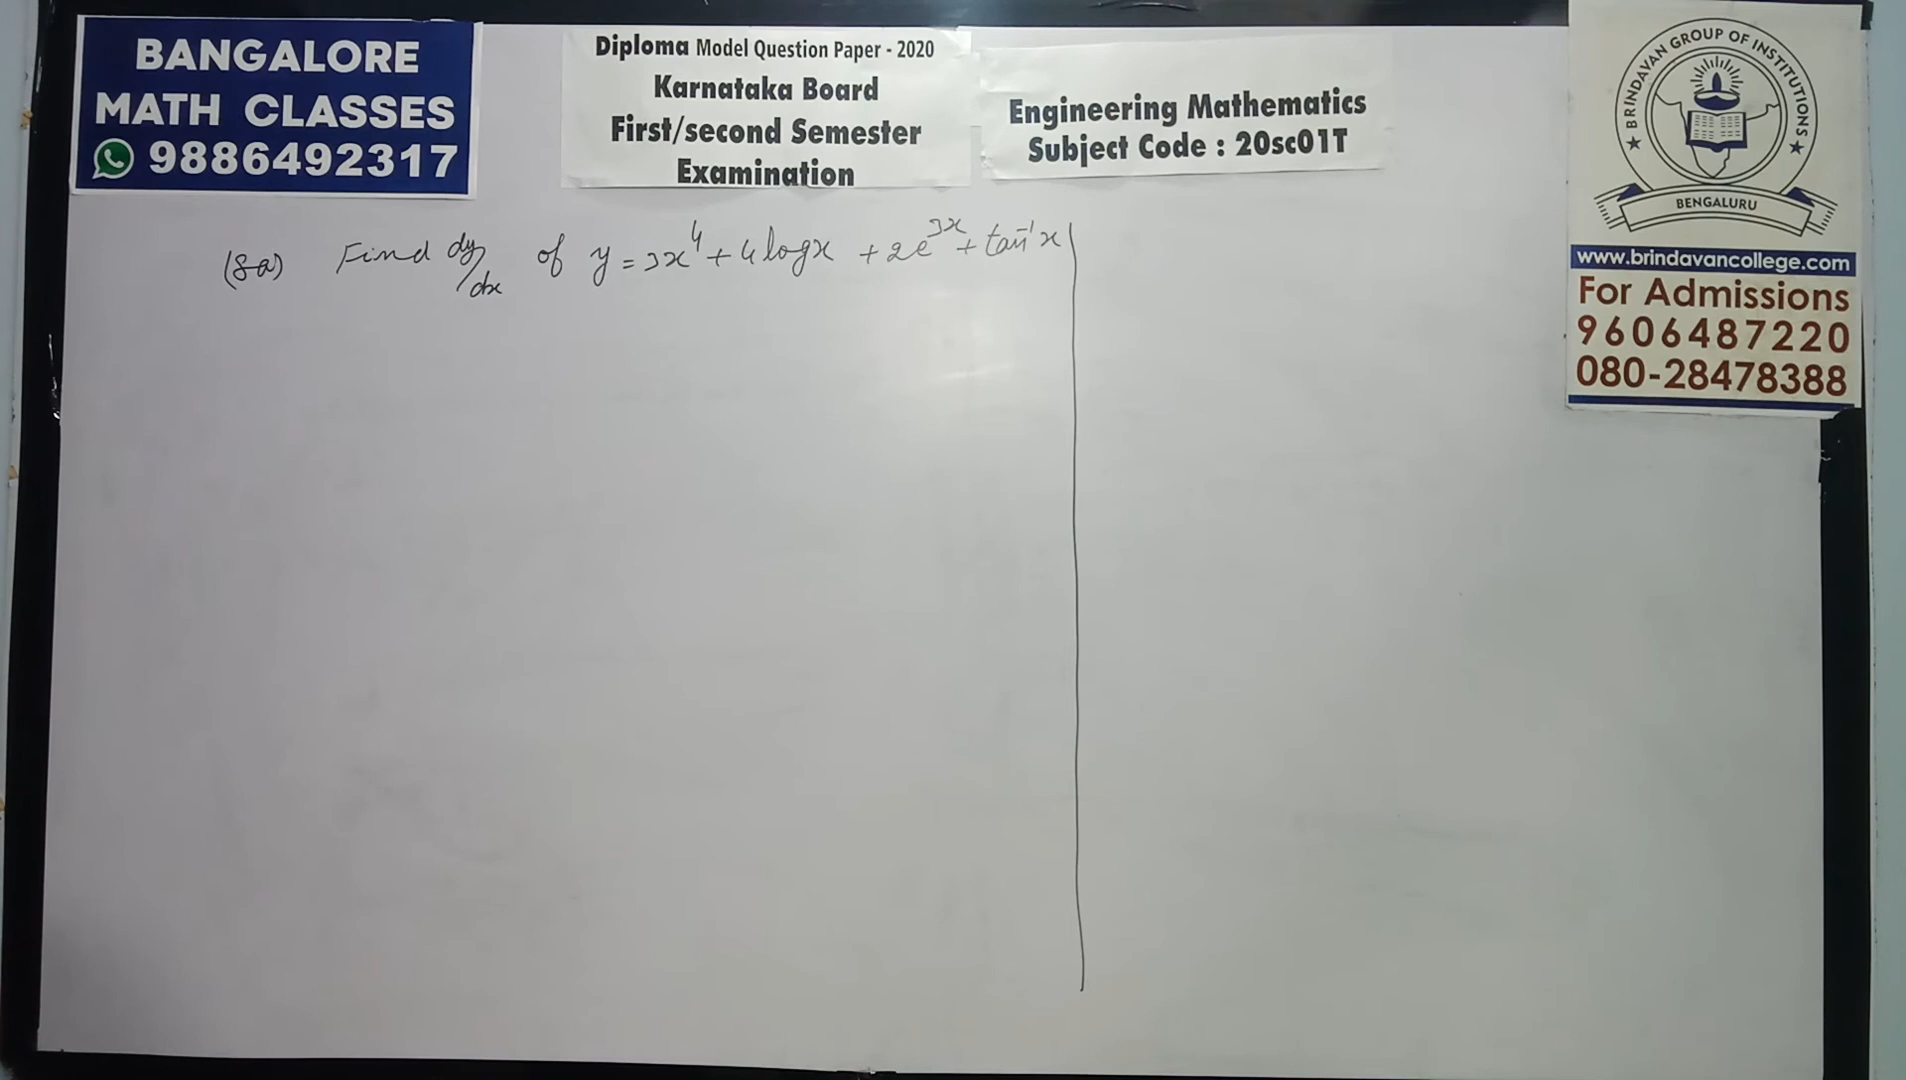 BANGALORE
MATH CLASSES
9886492317
Diploma Model Question Paper - 2020
Karnataka Board
First/second Semester
Examination
Engineering Mathematics
Subject Code : 20sc01T
★ BRINDAVAN GROUP OF INSTITUTIONS ★
BENGALURU
www.brindavancollege.com
For Admissions
9606487220
080-28478388
(8a) Find dy/dx of y = 3x⁴ + 4 log x + 2e³ˣ + tan⁻¹x